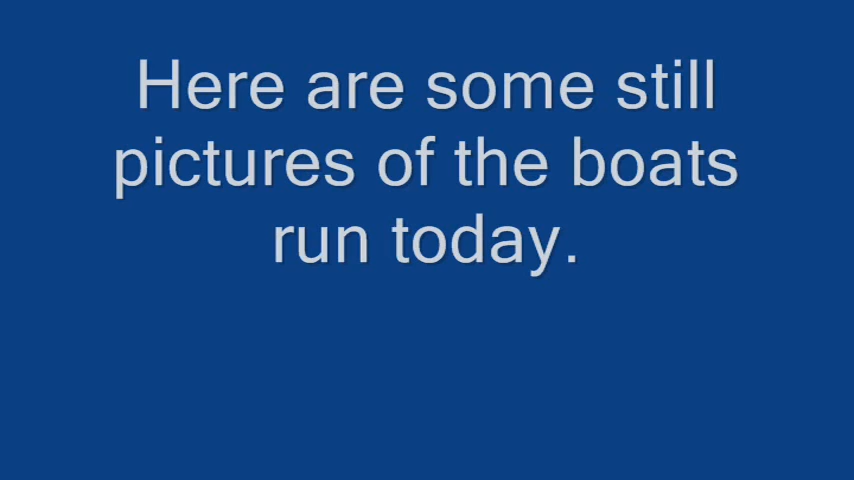 Here are some still
pictures of the boats
run today.